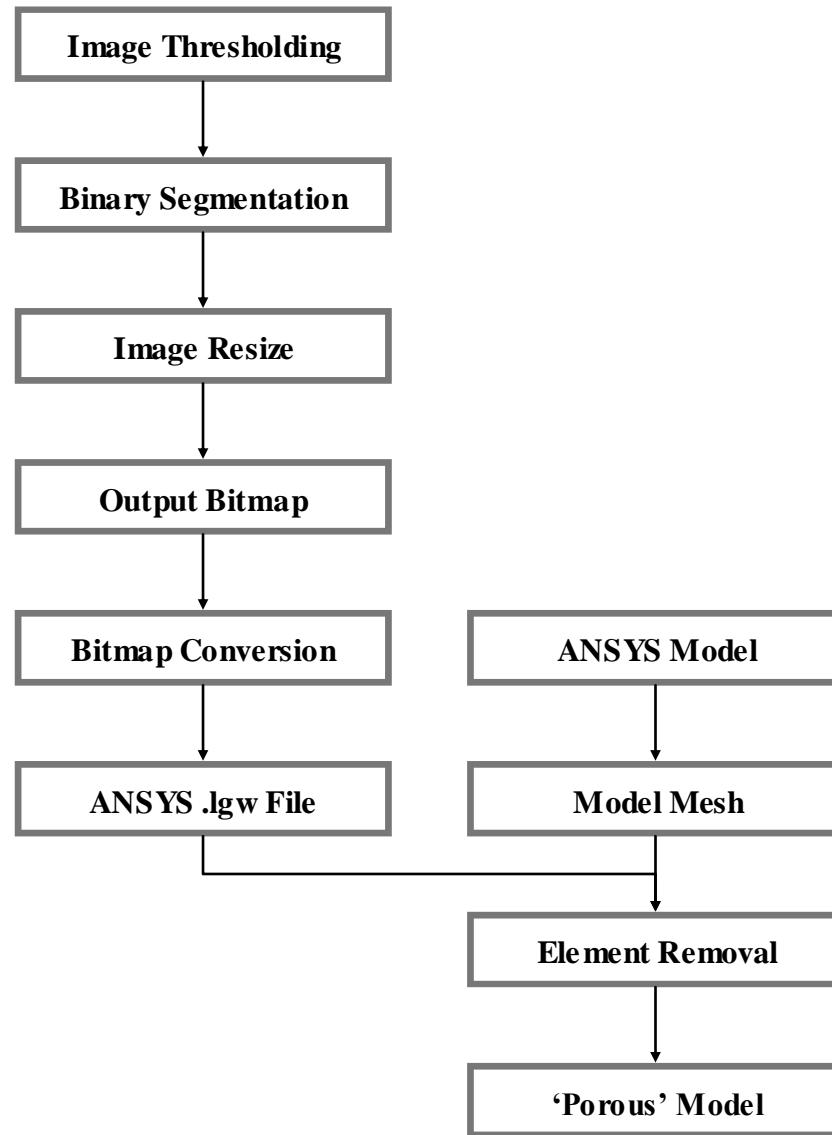 Image Thresholding
Binary Segmentation
Image Resize
Output Bitmap
Bitmap Conversion
ANSYS Model
ANSYS .lgw File
Model Mesh
Element Removal
‘Porous’ Model